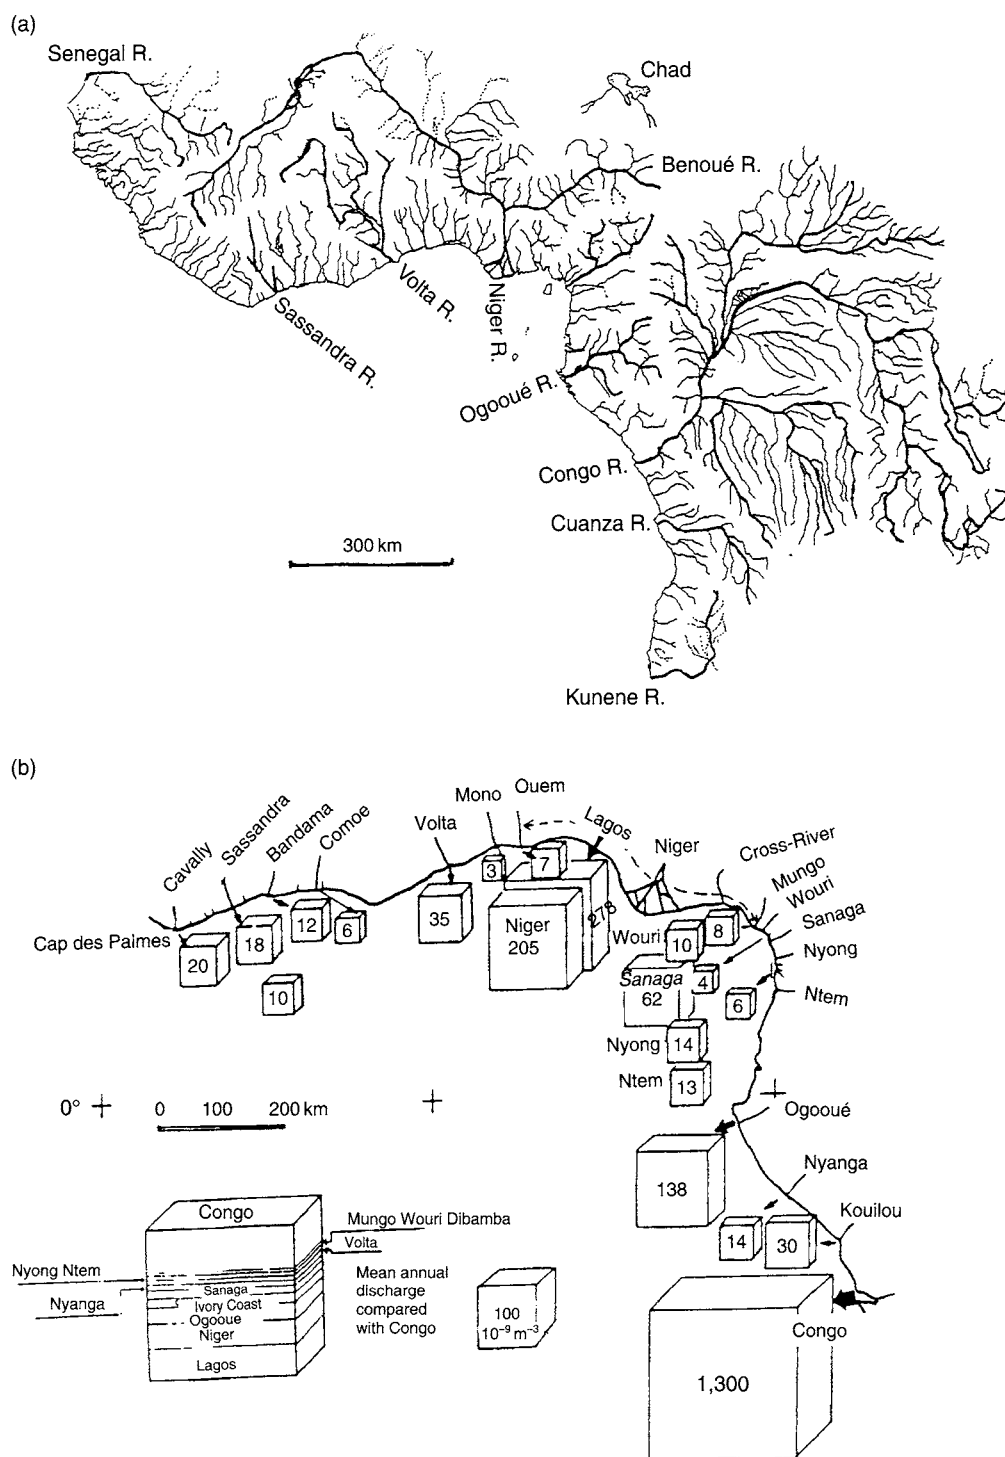 (a)
Senegal R.
Chad
Benoué R.
Volta R.
Niger R.
Sassandra R.
Ogooué R.
Congo R.
Cuanza R.
300 km
Kunene R.
(b)
Cavally
Sassandra
Bandama
Comoe
Volta
Mono
Ouem
Lagos
Niger
Cross-River
Mungo
Wouri
Sanaga
Nyong
Ntem
Cap des Palmes
20
18
12
6
10
35
3
7
Niger
205
278
Wouri
10
8
Sanaga
62
4
6
Nyong
14
Ntem
13
0°
0 100 200 km
Ogooué
138
Nyanga
Kouilou
14
30
Congo
1,300
Congo
Mungo Wouri Dibamba
Volta
Nyong Ntem
Nyanga
Sanaga
Ivory Coast
Ogooue
Niger
Lagos
Mean annual
discharge
compared
with Congo
100
10⁻⁹ m⁻³